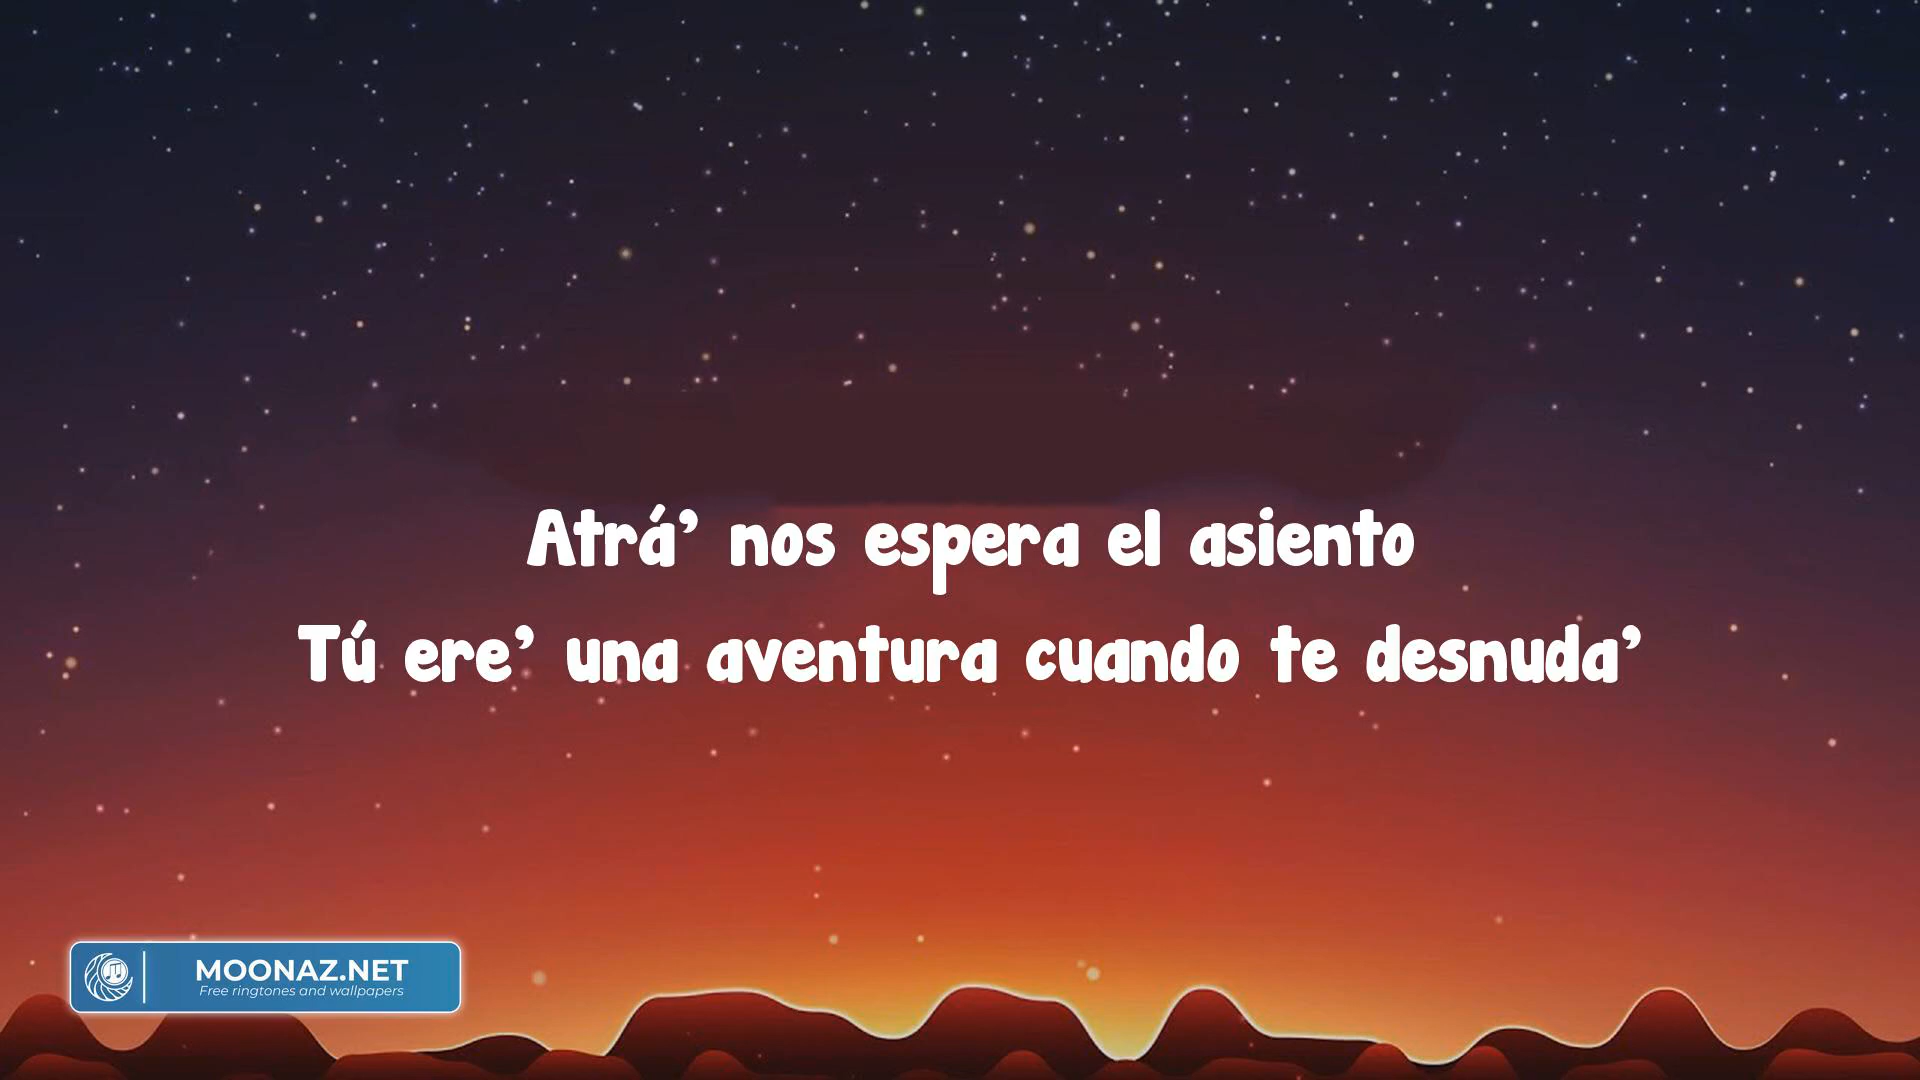 Atrá’ nos espera el asiento
Tú ere’ una aventura cuando te desnuda’
MOONAZ.NET
Free ringtones and wallpapers